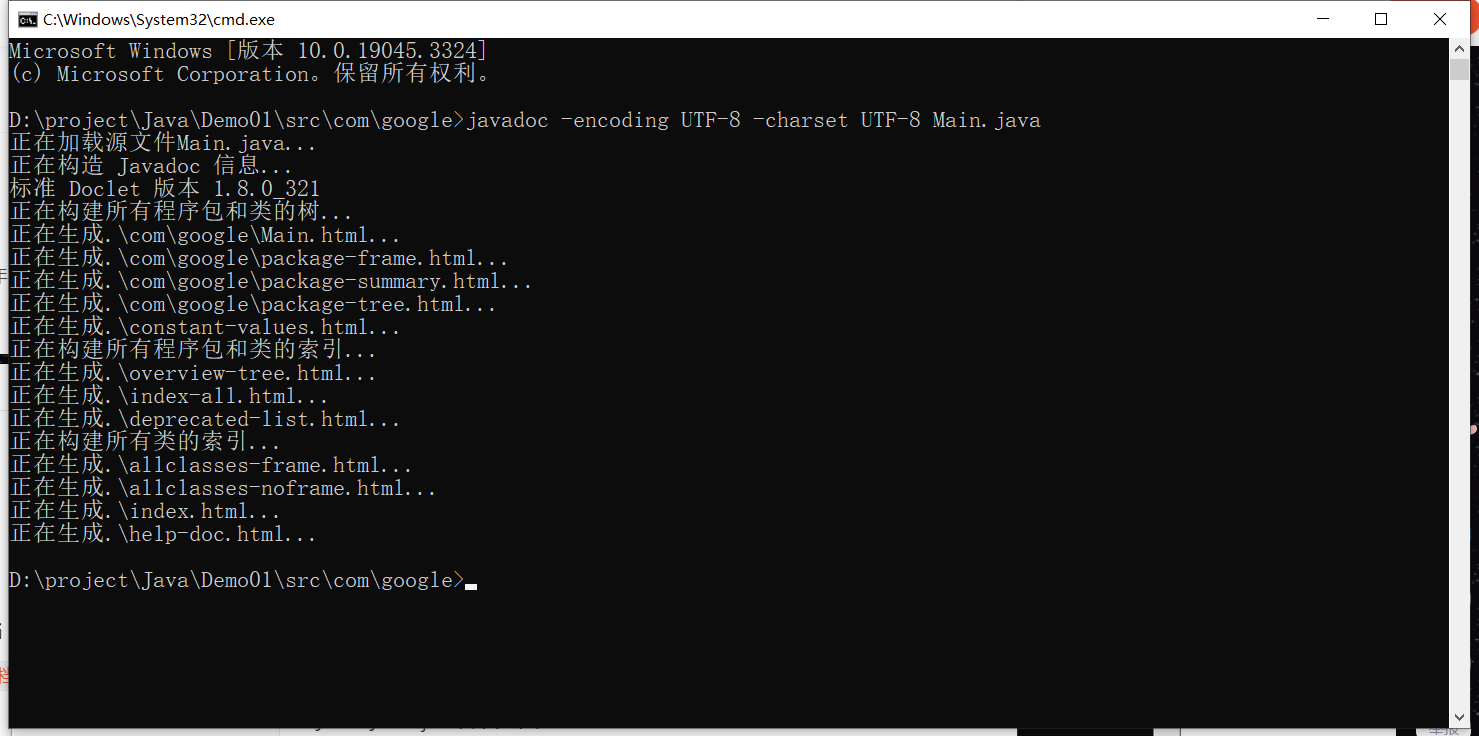 C:\Windows\System32\cmd.exe
Microsoft Windows [版本 10.0.19045.3324]
(c) Microsoft Corporation。保留所有权利。
D:\project\Java\Demo01\src\com\google>javadoc -encoding UTF-8 -charset UTF-8 Main.java
正在加载源文件Main.java...
正在构造 Javadoc 信息...
标准 Doclet 版本 1.8.0_321
正在构建所有程序包和类的树...
正在生成.\com\google\Main.html...
正在生成.\com\google\package-frame.html...
正在生成.\com\google\package-summary.html...
正在生成.\com\google\package-tree.html...
正在生成.\constant-values.html...
正在构建所有程序包和类的索引...
正在生成.\overview-tree.html...
正在生成.\index-all.html...
正在生成.\deprecated-list.html...
正在构建所有类的索引...
正在生成.\allclasses-frame.html...
正在生成.\allclasses-noframe.html...
正在生成.\index.html...
正在生成.\help-doc.html...
D:\project\Java\Demo01\src\com\google>